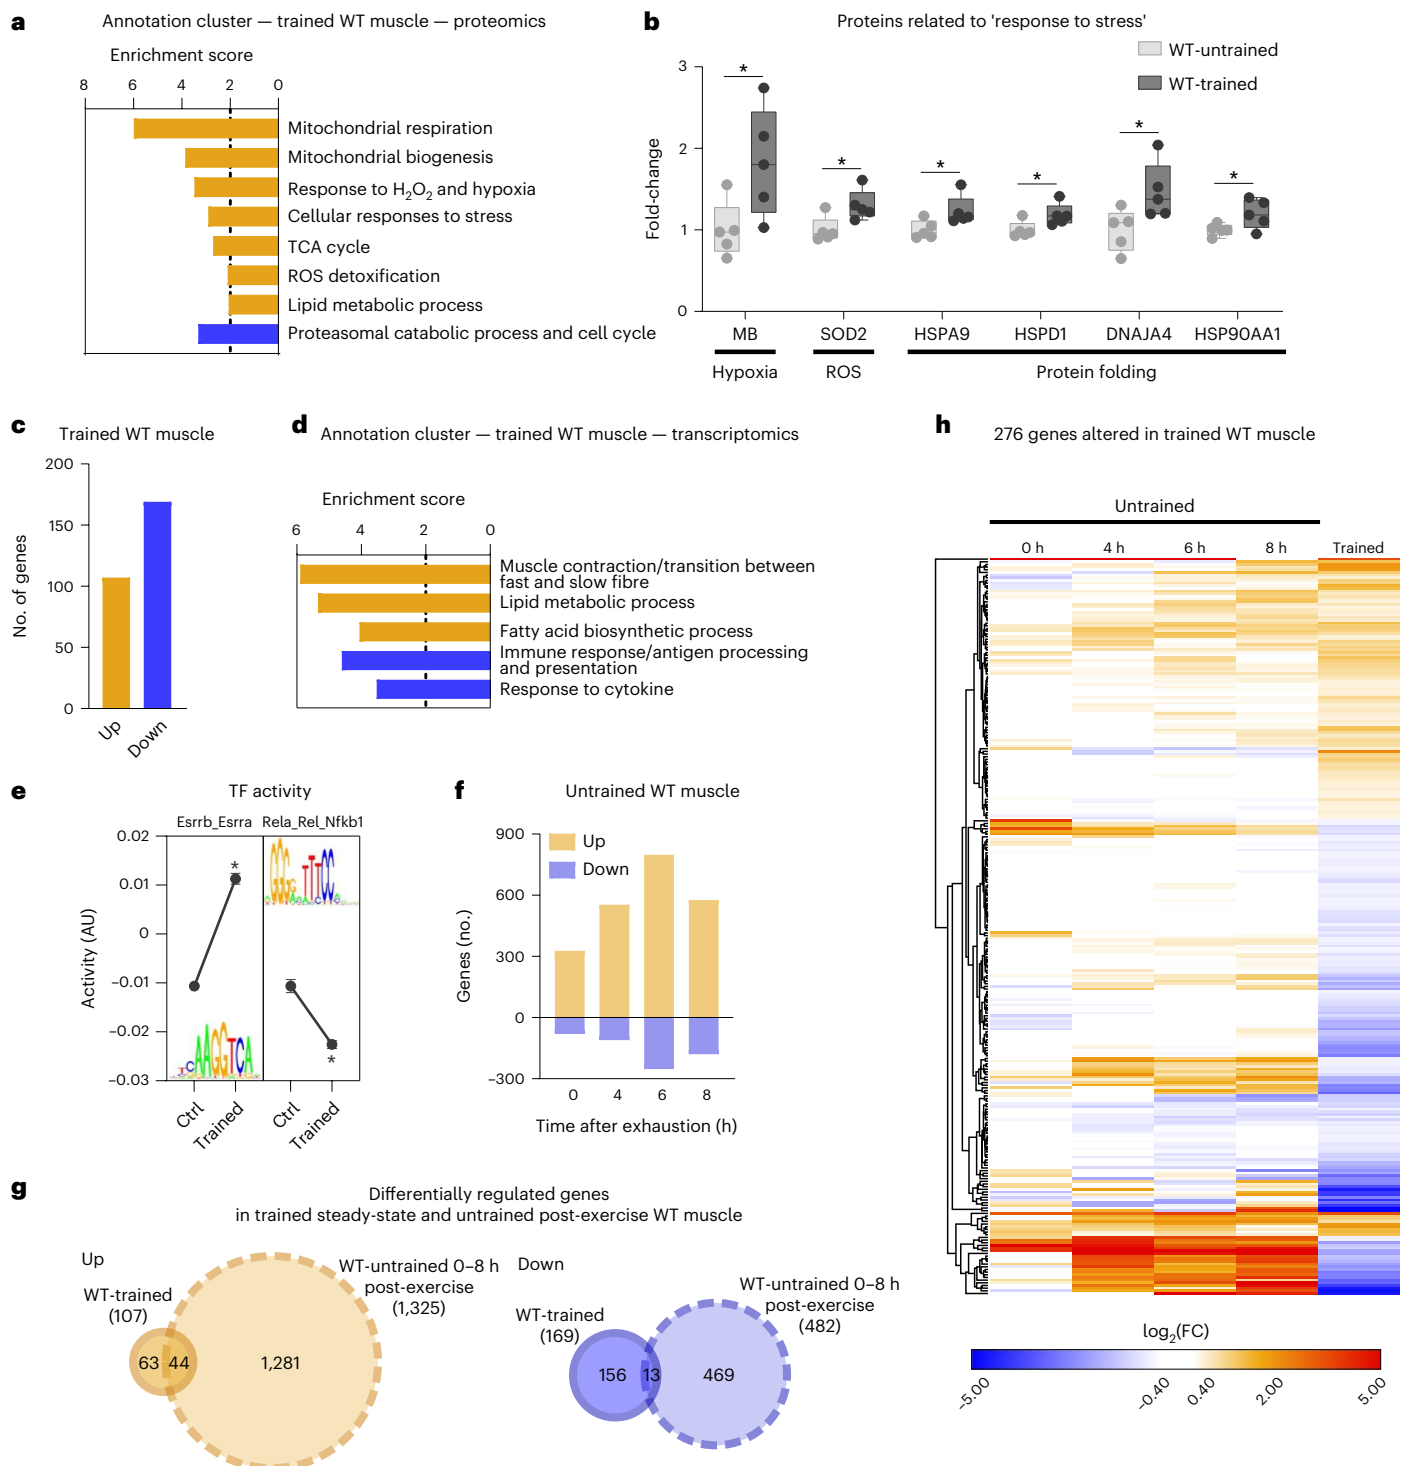 a
Annotation cluster — trained WT muscle — proteomics
Enrichment score
8 6 4 2 0
Mitochondrial respiration
Mitochondrial biogenesis
Response to H2O2 and hypoxia
Cellular responses to stress
TCA cycle
ROS detoxification
Lipid metabolic process
Proteasomal catabolic process and cell cycle
b
Proteins related to 'response to stress'
WT-untrained
WT-trained
Fold-change
3
2
1
0
* * * * * *
MB SOD2 HSPA9 HSPD1 DNAJA4 HSP90AA1
Hypoxia ROS Protein folding
c
Trained WT muscle
No. of genes
200
150
100
50
0
Up Down
d
Annotation cluster — trained WT muscle — transcriptomics
Enrichment score
6 4 2 0
Muscle contraction/transition between
fast and slow fibre
Lipid metabolic process
Fatty acid biosynthetic process
Immune response/antigen processing
and presentation
Response to cytokine
e
TF activity
Esrrb_Esrra Rela_Rel_Nfkb1
Activity (AU)
0.02
0.01
0
–0.01
–0.02
–0.03
*
*
GGG TTTCC
TCAAGGTCA
Ctrl Trained Ctrl Trained
f
Untrained WT muscle
Up
Down
Genes (no.)
900
600
300
0
–300
0 4 6 8
Time after exhaustion (h)
g
Differentially regulated genes
in trained steady-state and untrained post-exercise WT muscle
Up
WT-trained
(107)
WT-untrained 0–8 h
post-exercise
(1,325)
63 44 1,281
Down
WT-trained
(169)
WT-untrained 0–8 h
post-exercise
(482)
156 13 469
h
276 genes altered in trained WT muscle
Untrained
0 h 4 h 6 h 8 h Trained
log2(FC)
–5.00 –0.40 0.40 2.00 5.00